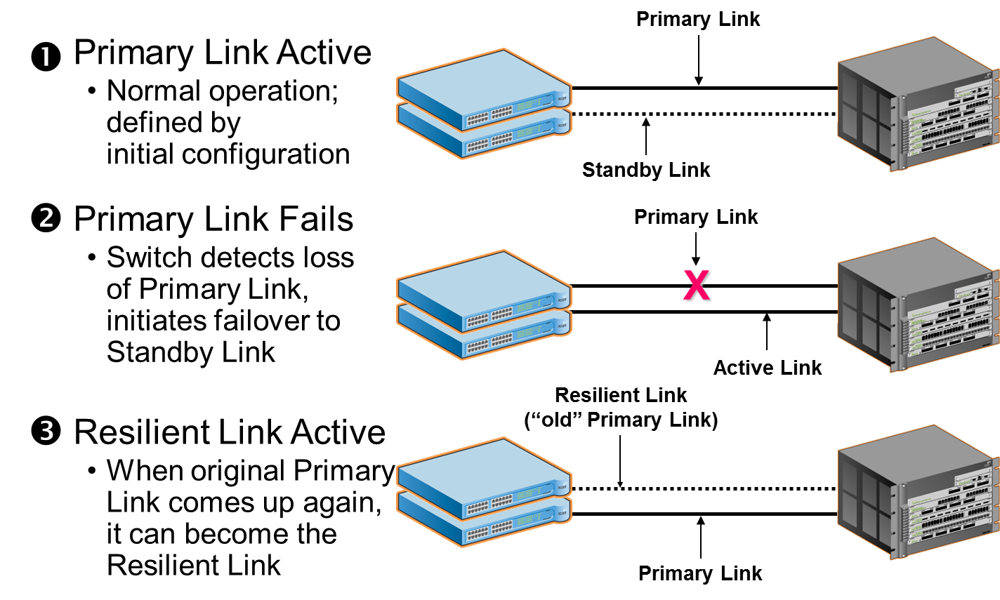 ❶ Primary Link Active
• Normal operation;
defined by
initial configuration
Primary Link
Standby Link
❷ Primary Link Fails
• Switch detects loss
of Primary Link,
initiates failover to
Standby Link
Primary Link
X
Active Link
❸ Resilient Link Active
• When original Primary
Link comes up again,
it can become the
Resilient Link
Resilient Link
(“old” Primary Link)
Primary Link